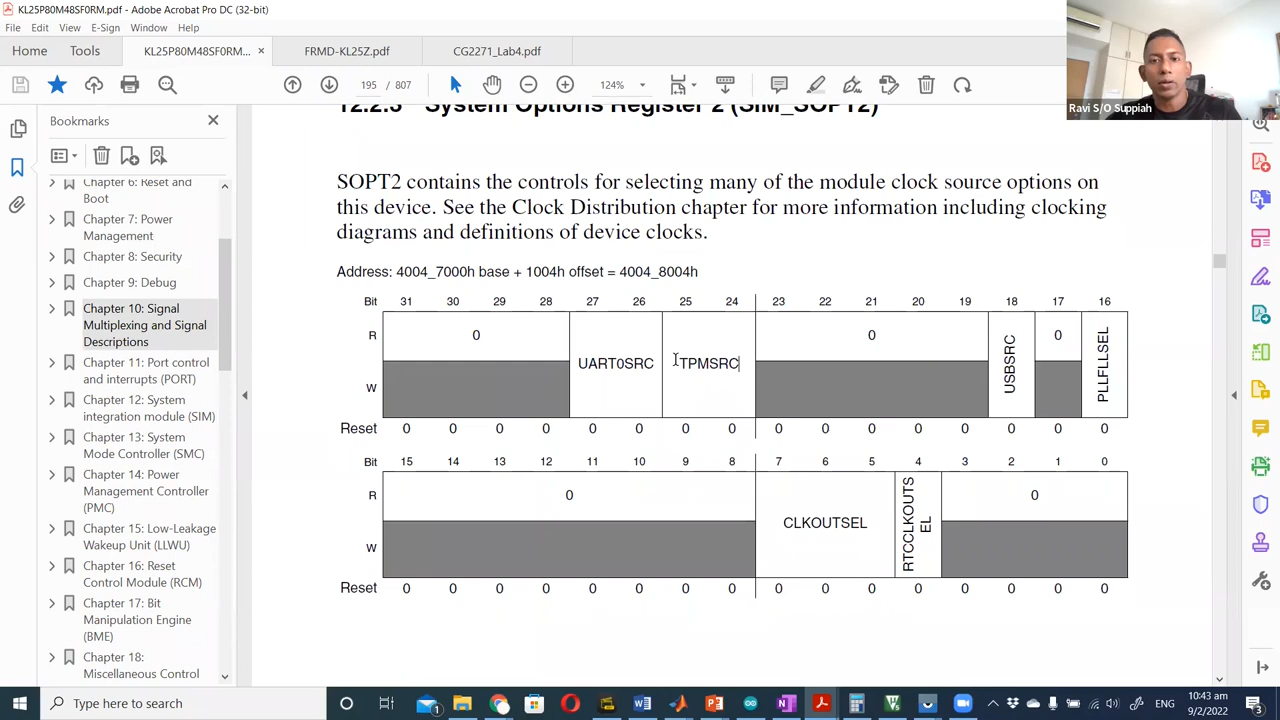 KL25P80M48SF0RM.pdf - Adobe Acrobat Pro DC (32-bit)
File Edit View E-Sign Window Help
Home Tools KL25P80M48SF0RM... × FRMD-KL25Z.pdf CG2271_Lab4.pdf
195 / 807 124%
Ravi S/O Suppiah
Bookmarks
Chapter 6: Reset and
Boot
Chapter 7: Power
Management
Chapter 8: Security
Chapter 9: Debug
Chapter 10: Signal
Multiplexing and Signal
Descriptions
Chapter 11: Port control
and interrupts (PORT)
Chapter 12: System
integration module (SIM)
Chapter 13: System
Mode Controller (SMC)
Chapter 14: Power
Management Controller
(PMC)
Chapter 15: Low-Leakage
Wakeup Unit (LLWU)
Chapter 16: Reset
Control Module (RCM)
Chapter 17: Bit
Manipulation Engine
(BME)
Chapter 18:
Miscellaneous Control
12.2.3 System Options Register 2 (SIM_SOPT2)
SOPT2 contains the controls for selecting many of the module clock source options on
this device. See the Clock Distribution chapter for more information including clocking
diagrams and definitions of device clocks.
Address: 4004_7000h base + 1004h offset = 4004_8004h
Bit 31 30 29 28 27 26 25 24 23 22 21 20 19 18 17 16
R 0 0 0
UART0SRC TPMSRC USBSRC PLLFLLSEL
W
Reset 0 0 0 0 0 0 0 0 0 0 0 0 0 0 0 0
Bit 15 14 13 12 11 10 9 8 7 6 5 4 3 2 1 0
R 0 0
CLKOUTSEL RTCCLKOUTS
EL
W
Reset 0 0 0 0 0 0 0 0 0 0 0 0 0 0 0 0
Type here to search
ENG
10:43 am
9/2/2022